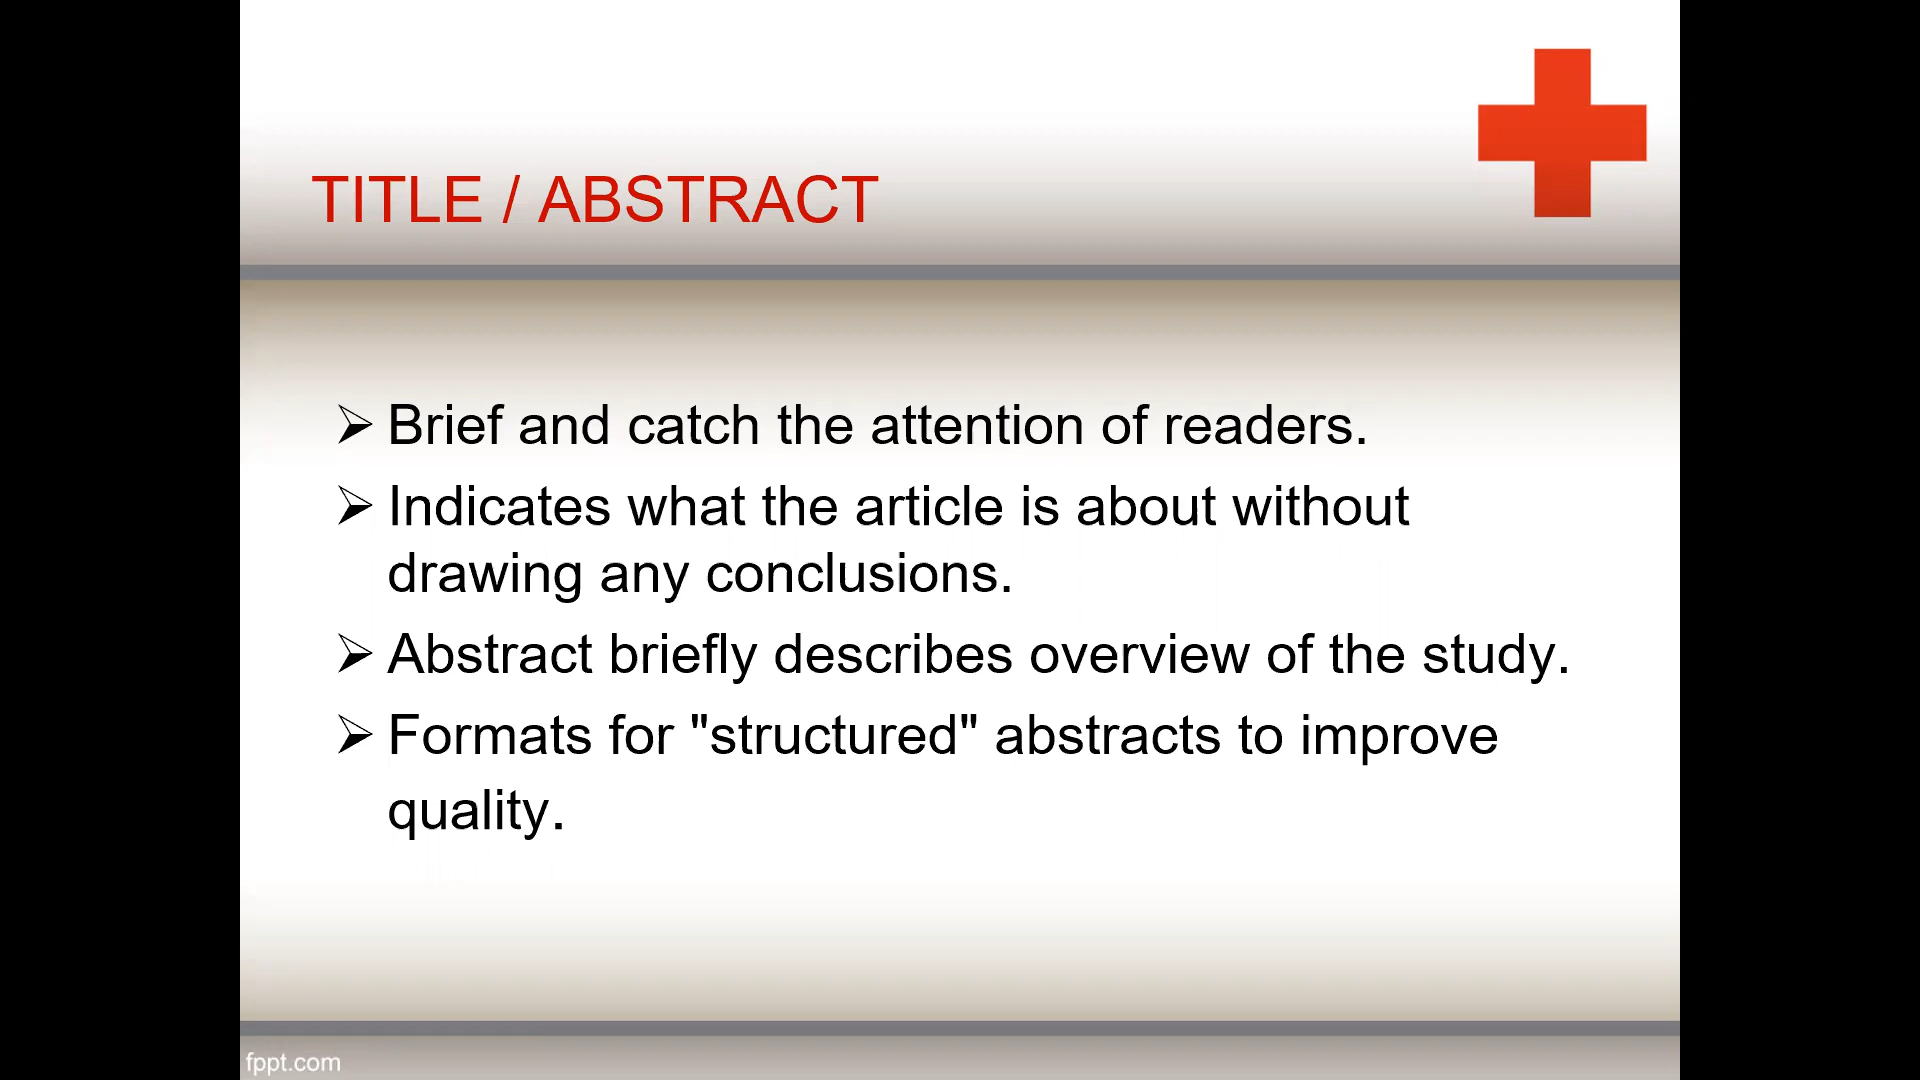 TITLE / ABSTRACT
➢ Brief and catch the attention of readers.
➢ Indicates what the article is about without
drawing any conclusions.
➢ Abstract briefly describes overview of the study.
➢ Formats for "structured" abstracts to improve
quality.
fppt.com